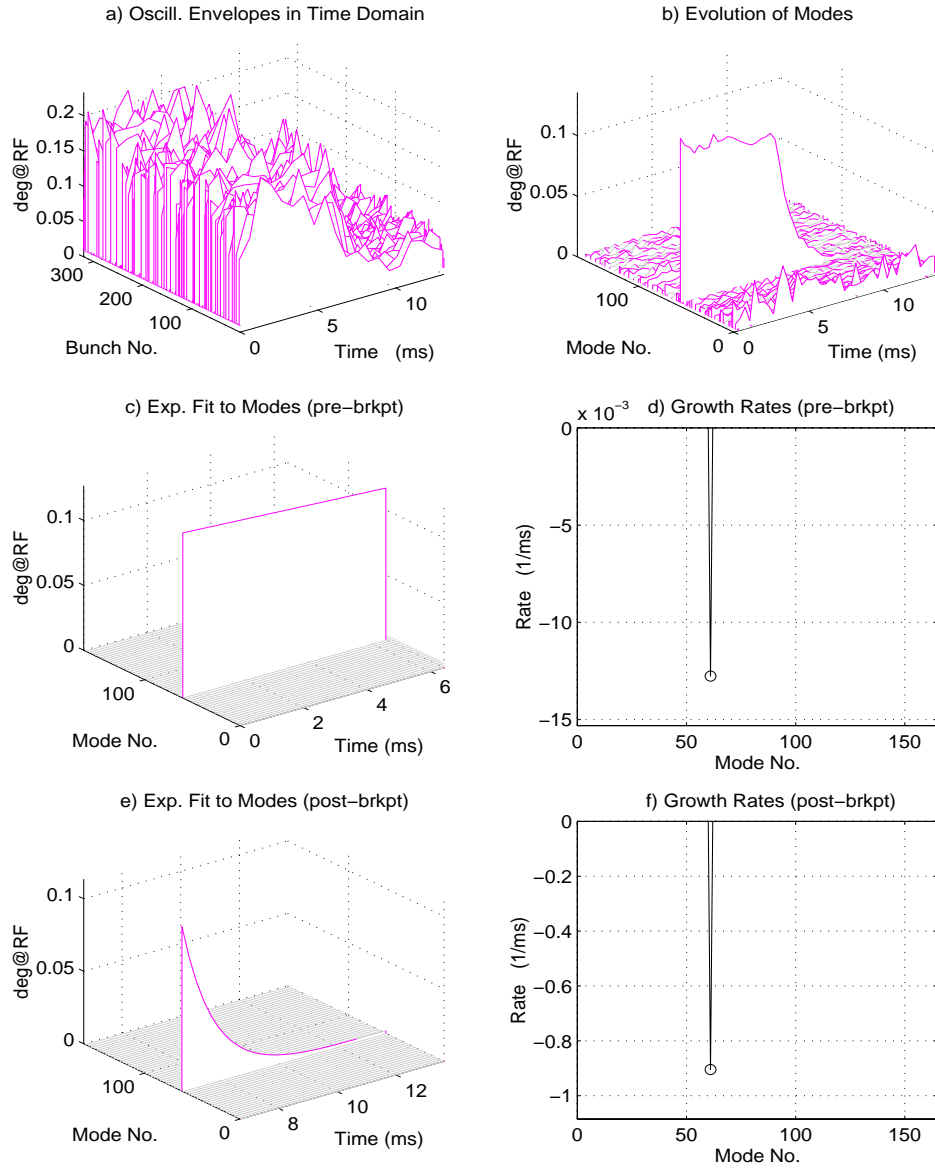 a) Oscill. Envelopes in Time Domain
deg@RF
0.2
0.15
0.1
0.05
0
300
200
100
0
5
10
Bunch No.
Time (ms)
b) Evolution of Modes
deg@RF
0.1
0.05
0
100
0
0
5
10
Mode No.
Time (ms)
c) Exp. Fit to Modes (pre−brkpt)
deg@RF
0.1
0.05
0
100
0
0
2
4
6
Mode No.
Time (ms)
d) Growth Rates (pre−brkpt)
x 10−3
Rate (1/ms)
0
−5
−10
−15
0
50
100
150
Mode No.
e) Exp. Fit to Modes (post−brkpt)
deg@RF
0.1
0.05
0
100
0
8
10
12
Mode No.
Time (ms)
f) Growth Rates (post−brkpt)
Rate (1/ms)
0
−0.2
−0.4
−0.6
−0.8
−1
0
50
100
150
Mode No.